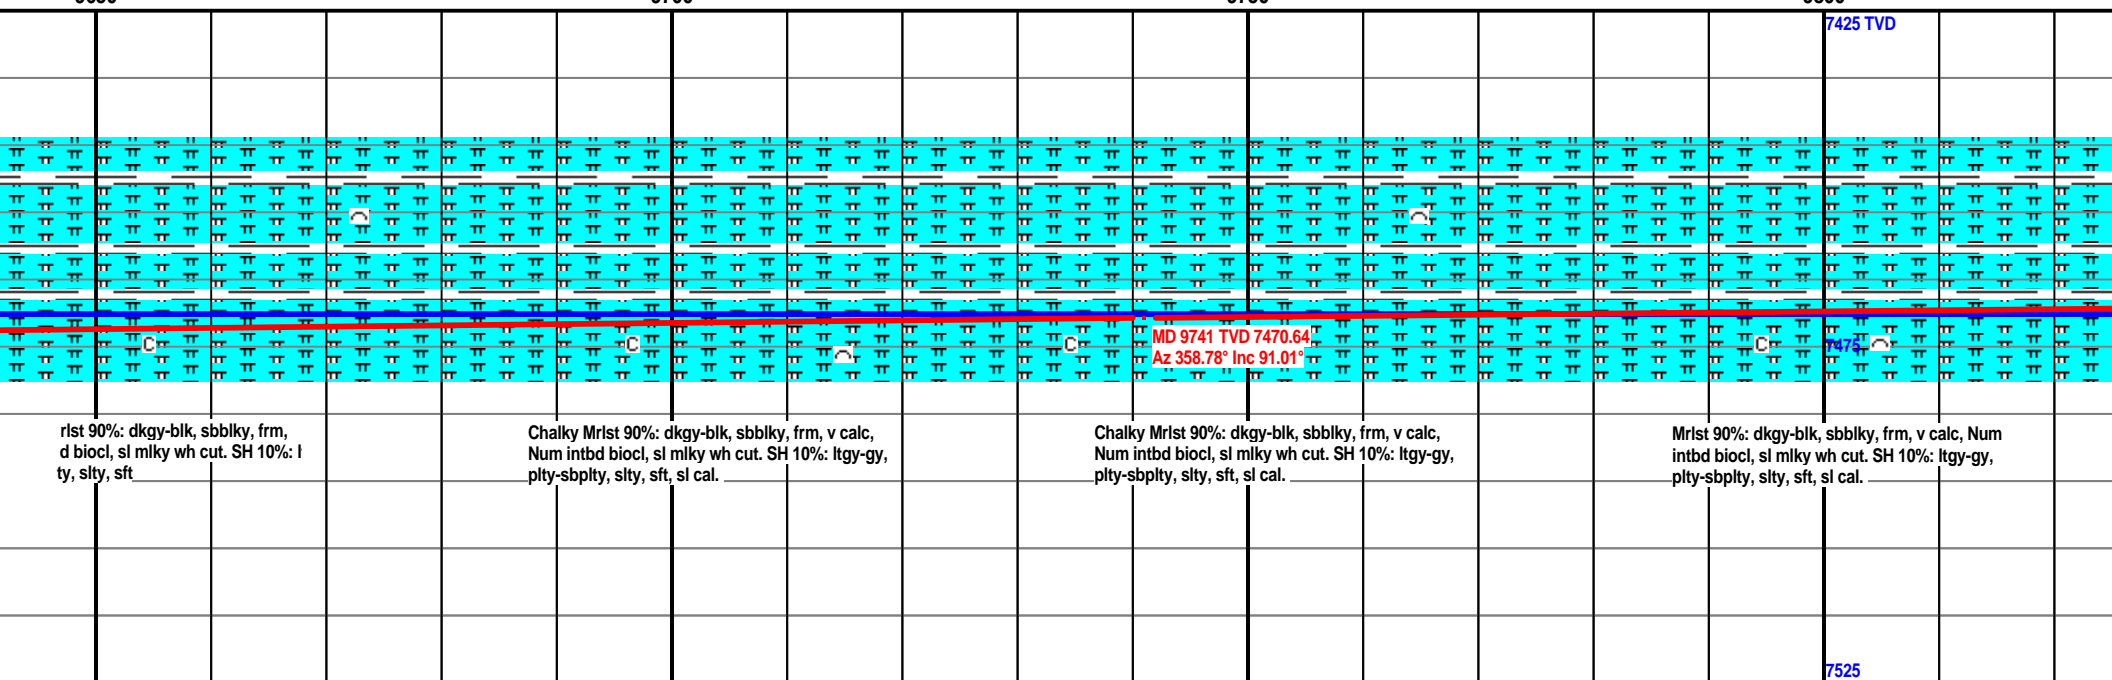 7425 TVD
C
C
C
C
MD 9741 TVD 7470.64
Az 358.78° Inc 91.01°
7475
rlst 90%: dkgy-blk, sbblky, frm,
d biocl, sl mlky wh cut. SH 10%:
ty, slty, sft
Chalky Mrlst 90%: dkgy-blk, sbblky, frm, v calc,
Num intbd biocl, sl mlky wh cut. SH 10%: ltgy-gy,
plty-sbplty, slty, sft, sl cal.
Chalky Mrlst 90%: dkgy-blk, sbblky, frm, v calc,
Num intbd biocl, sl mlky wh cut. SH 10%: ltgy-gy,
plty-sbplty, slty, sft, sl cal.
Mrlst 90%: dkgy-blk, sbblky, frm, v calc, Num
intbd biocl, sl mlky wh cut. SH 10%: ltgy-gy,
plty-sbplty, slty, sft, sl cal.
7525